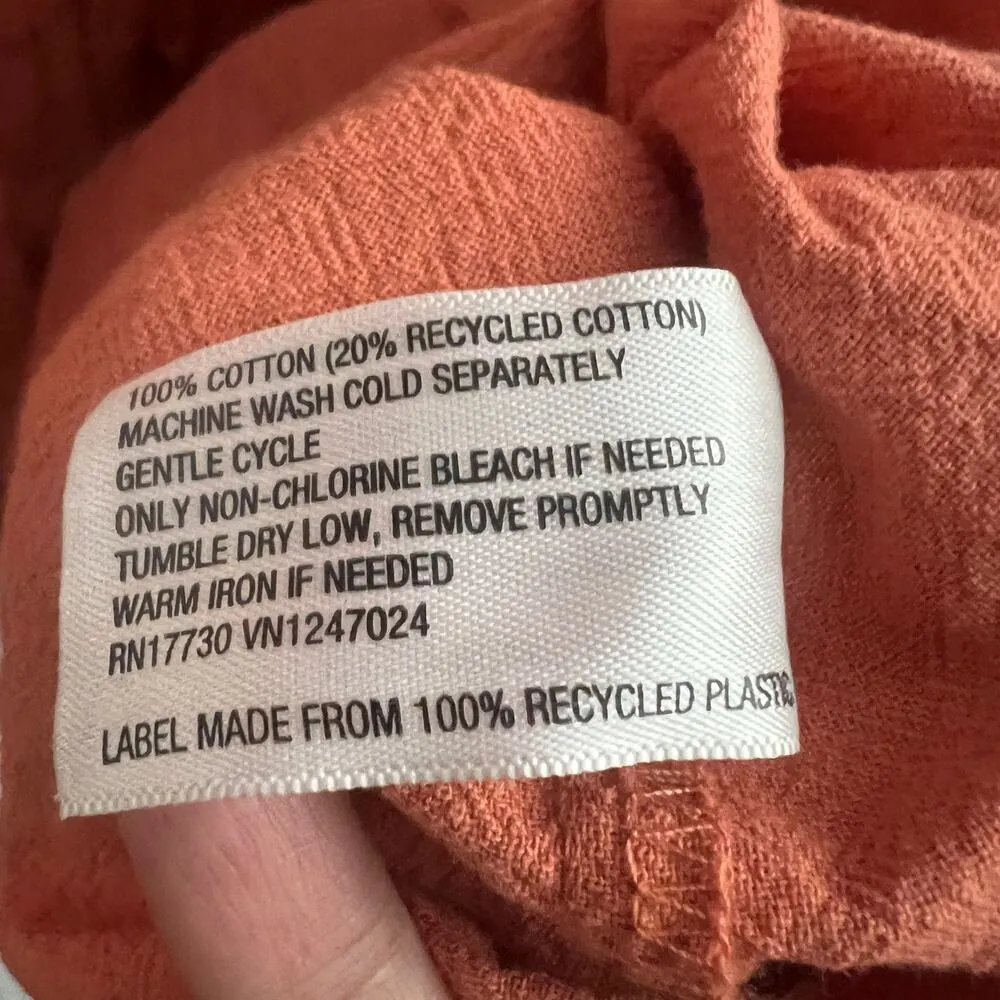 100% COTTON (20% RECYCLED COTTON)
MACHINE WASH COLD SEPARATELY
GENTLE CYCLE
ONLY NON-CHLORINE BLEACH IF NEEDED
TUMBLE DRY LOW, REMOVE PROMPTLY
WARM IRON IF NEEDED
RN17730 VN1247024
LABEL MADE FROM 100% RECYCLED PLASTIC